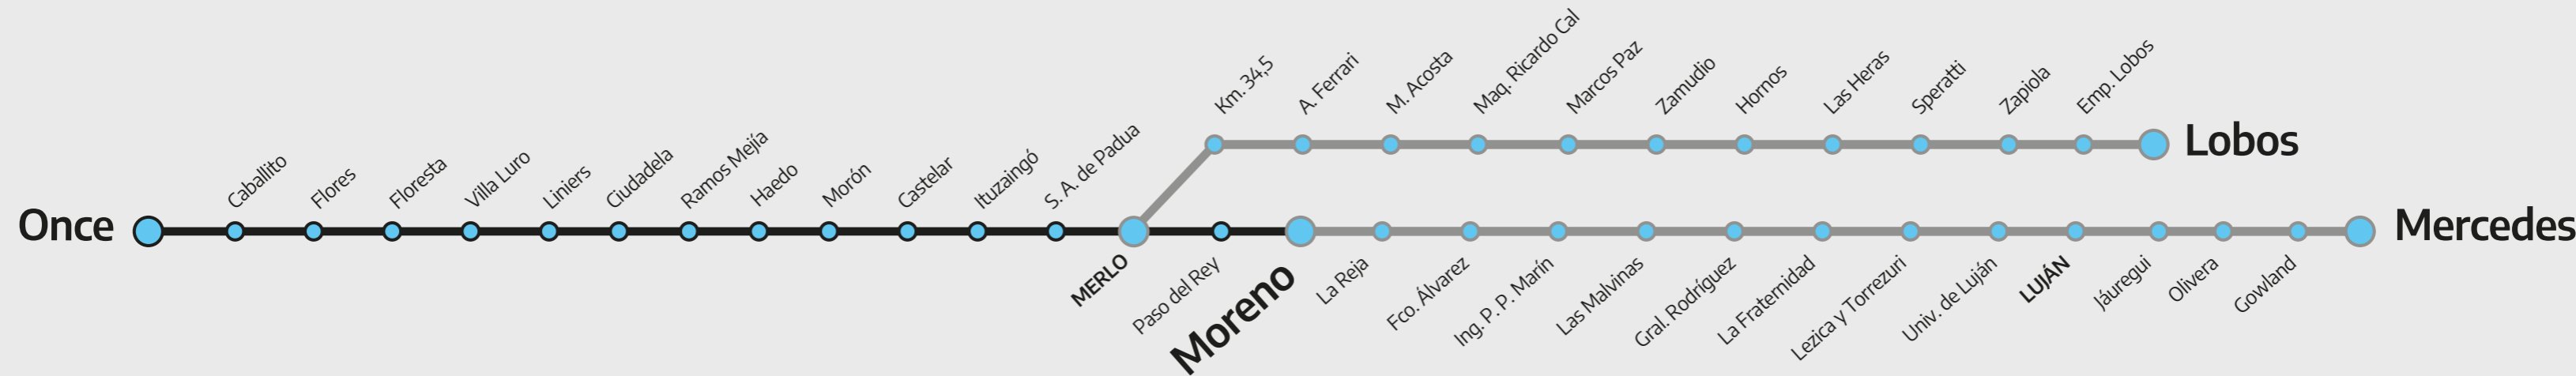 Once
Caballito
Flores
Floresta
Villa Luro
Liniers
Ciudadela
Ramos Mejía
Haedo
Morón
Castelar
Ituzaingó
S. A. de Padua
MERLO
Km. 34,5
A. Ferrari
M. Acosta
Maq. Ricardo Cal
Marcos Paz
Zamudio
Hornos
Las Heras
Speratti
Zapiola
Emp. Lobos
Lobos
Paso del Rey
Moreno
La Reja
Fco. Álvarez
Ing. P. P. Marín
Las Malvinas
Gral. Rodríguez
La Fraternidad
Lezica y Torrezuri
Univ. de Luján
LUJÁN
Jáuregui
Olivera
Gowland
Mercedes